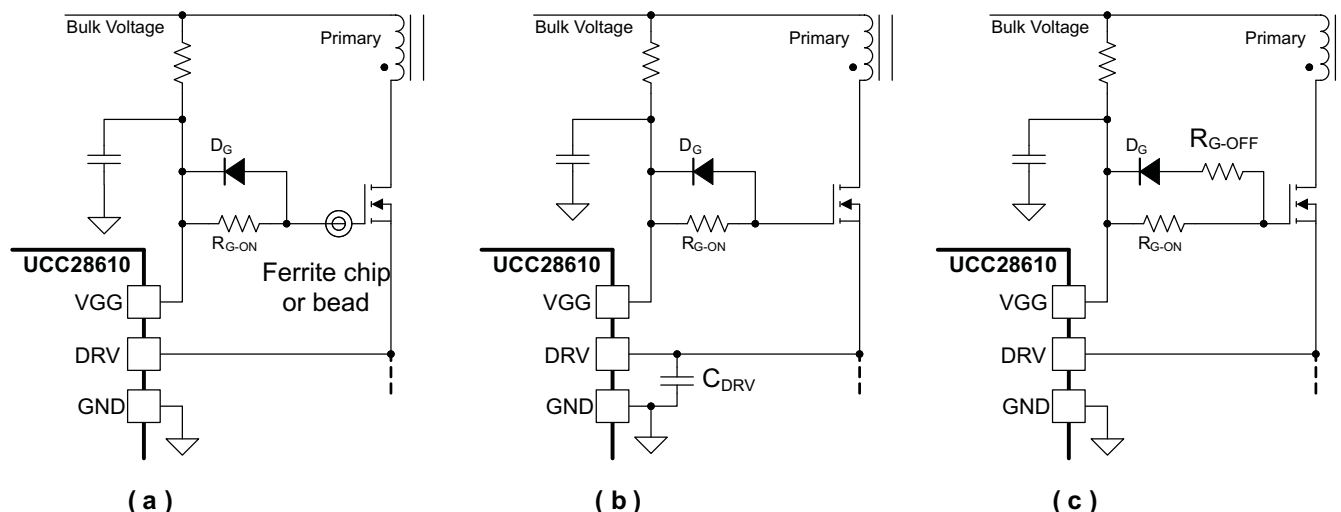 Bulk Voltage
Primary
D_G
R_G-ON
UCC28610
Ferrite chip
or bead
VGG
DRV
GND
( a )
Bulk Voltage
Primary
D_G
R_G-ON
UCC28610
VGG
DRV
C_DRV
GND
( b )
Bulk Voltage
Primary
D_G
R_G-OFF
R_G-ON
UCC28610
VGG
DRV
GND
( c )